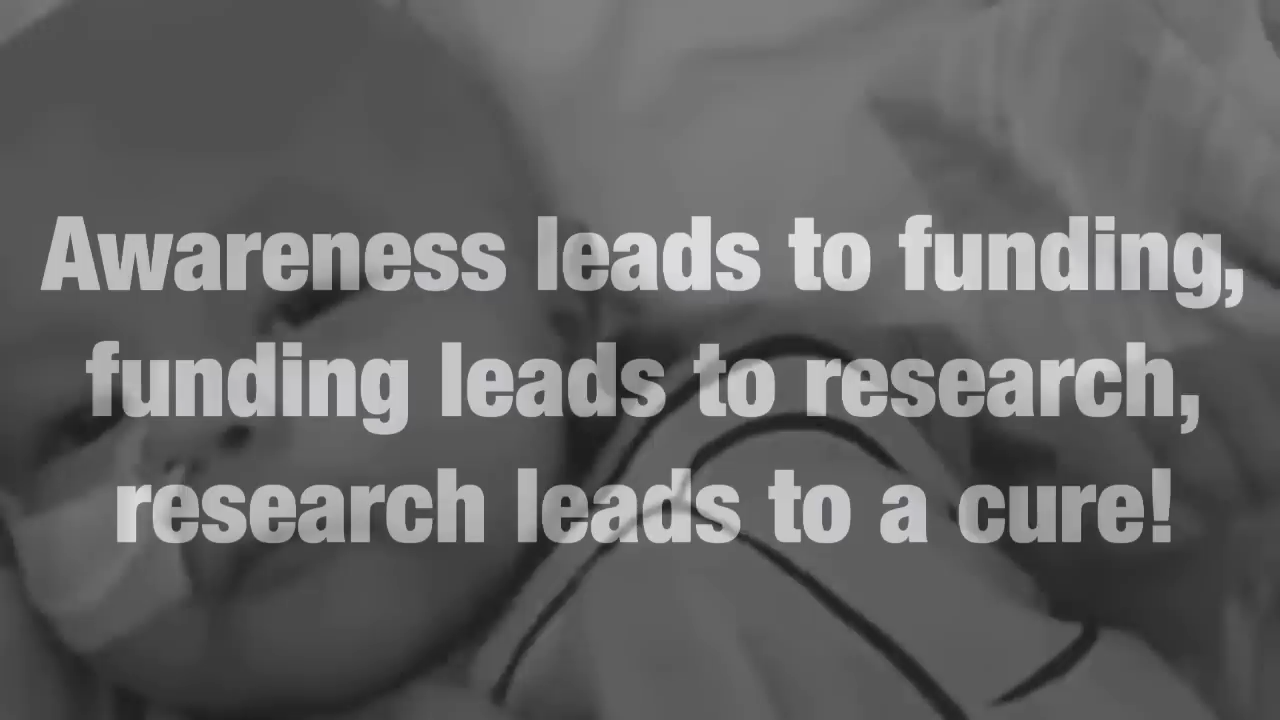 Awareness leads to funding,
funding leads to research,
research leads to a cure!